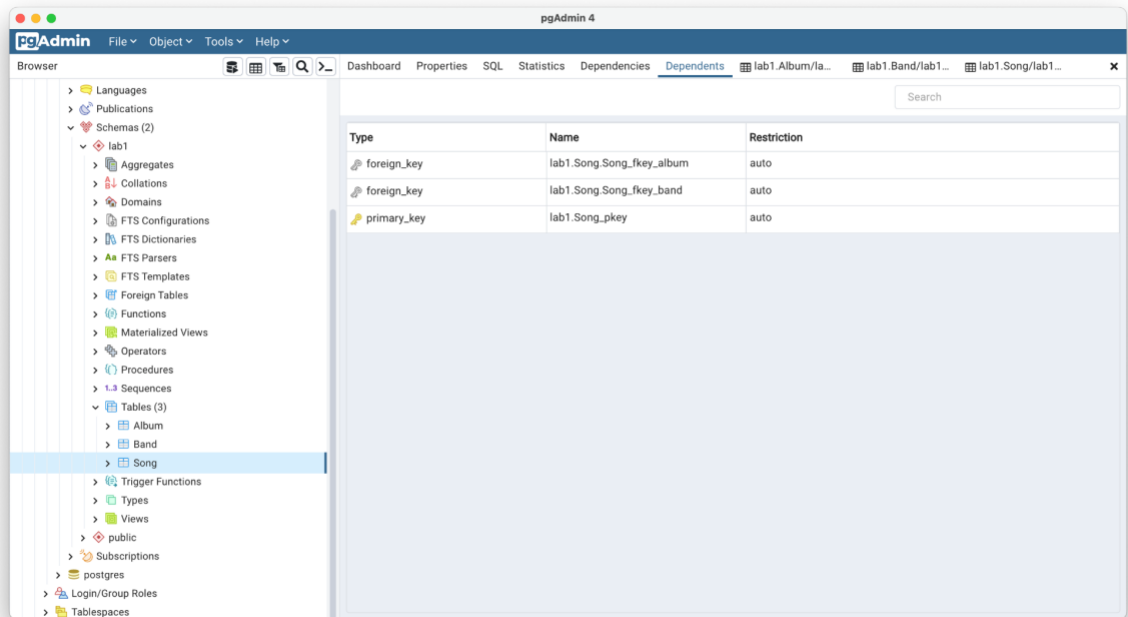 pgAdmin 4
pgAdmin File Object Tools Help
Browser
Dashboard Properties SQL Statistics Dependencies Dependents lab1.Album/la... lab1.Band/lab1... lab1.Song/lab1...
Search
Languages
Publications
Schemas (2)
lab1
Aggregates
Collations
Domains
FTS Configurations
FTS Dictionaries
Aa FTS Parsers
FTS Templates
Foreign Tables
Functions
Materialized Views
Operators
Procedures
1..3 Sequences
Tables (3)
Album
Band
Song
Trigger Functions
Types
Views
public
Subscriptions
postgres
Login/Group Roles
Tablespaces
Type Name Restriction
foreign_key lab1.Song.Song_fkey_album auto
foreign_key lab1.Song.Song_fkey_band auto
primary_key lab1.Song_pkey auto